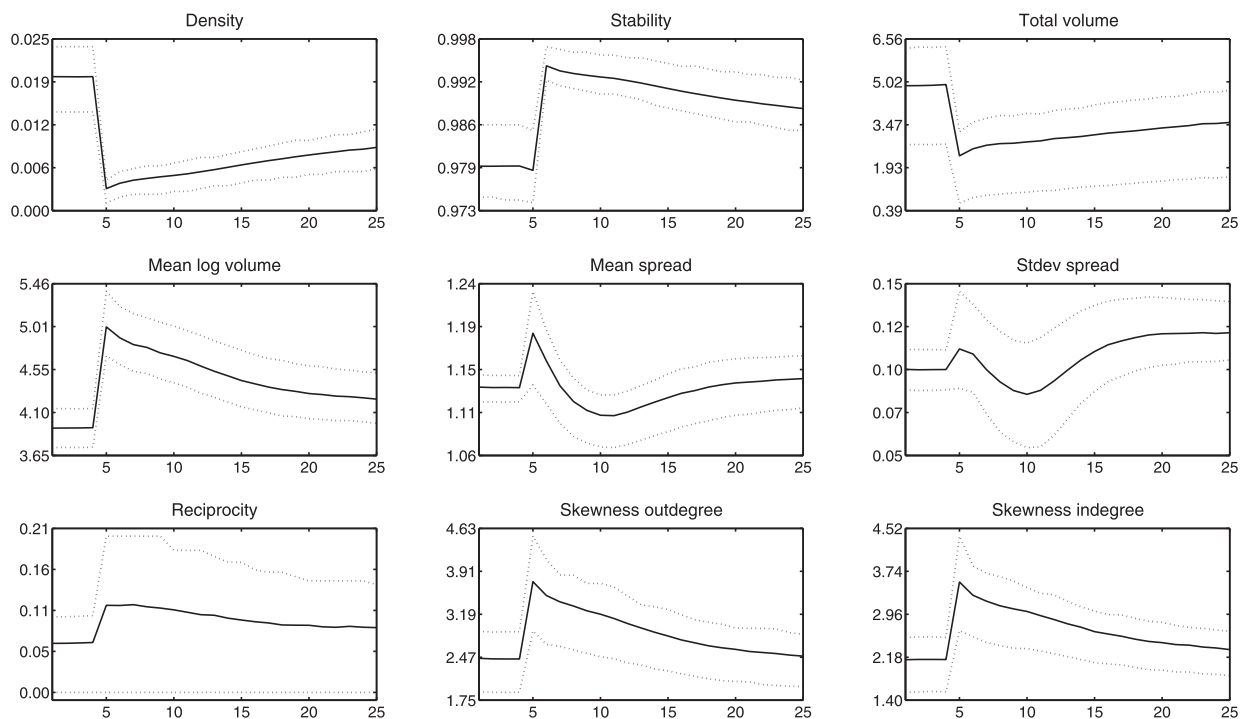 Density
0.025
0.019
0.012
0.006
0.000
5 10 15 20 25
Stability
0.998
0.992
0.986
0.979
0.973
5 10 15 20 25
Total volume
6.56
5.02
3.47
1.93
0.39
5 10 15 20 25
Mean log volume
5.46
5.01
4.55
4.10
3.65
5 10 15 20 25
Mean spread
1.24
1.19
1.15
1.11
1.06
5 10 15 20 25
Stdev spread
0.15
0.12
0.10
0.07
0.05
5 10 15 20 25
Reciprocity
0.21
0.16
0.11
0.05
0.00
5 10 15 20 25
Skewness outdegree
4.63
3.91
3.19
2.47
1.75
5 10 15 20 25
Skewness indegree
4.52
3.74
2.96
2.18
1.40
5 10 15 20 25